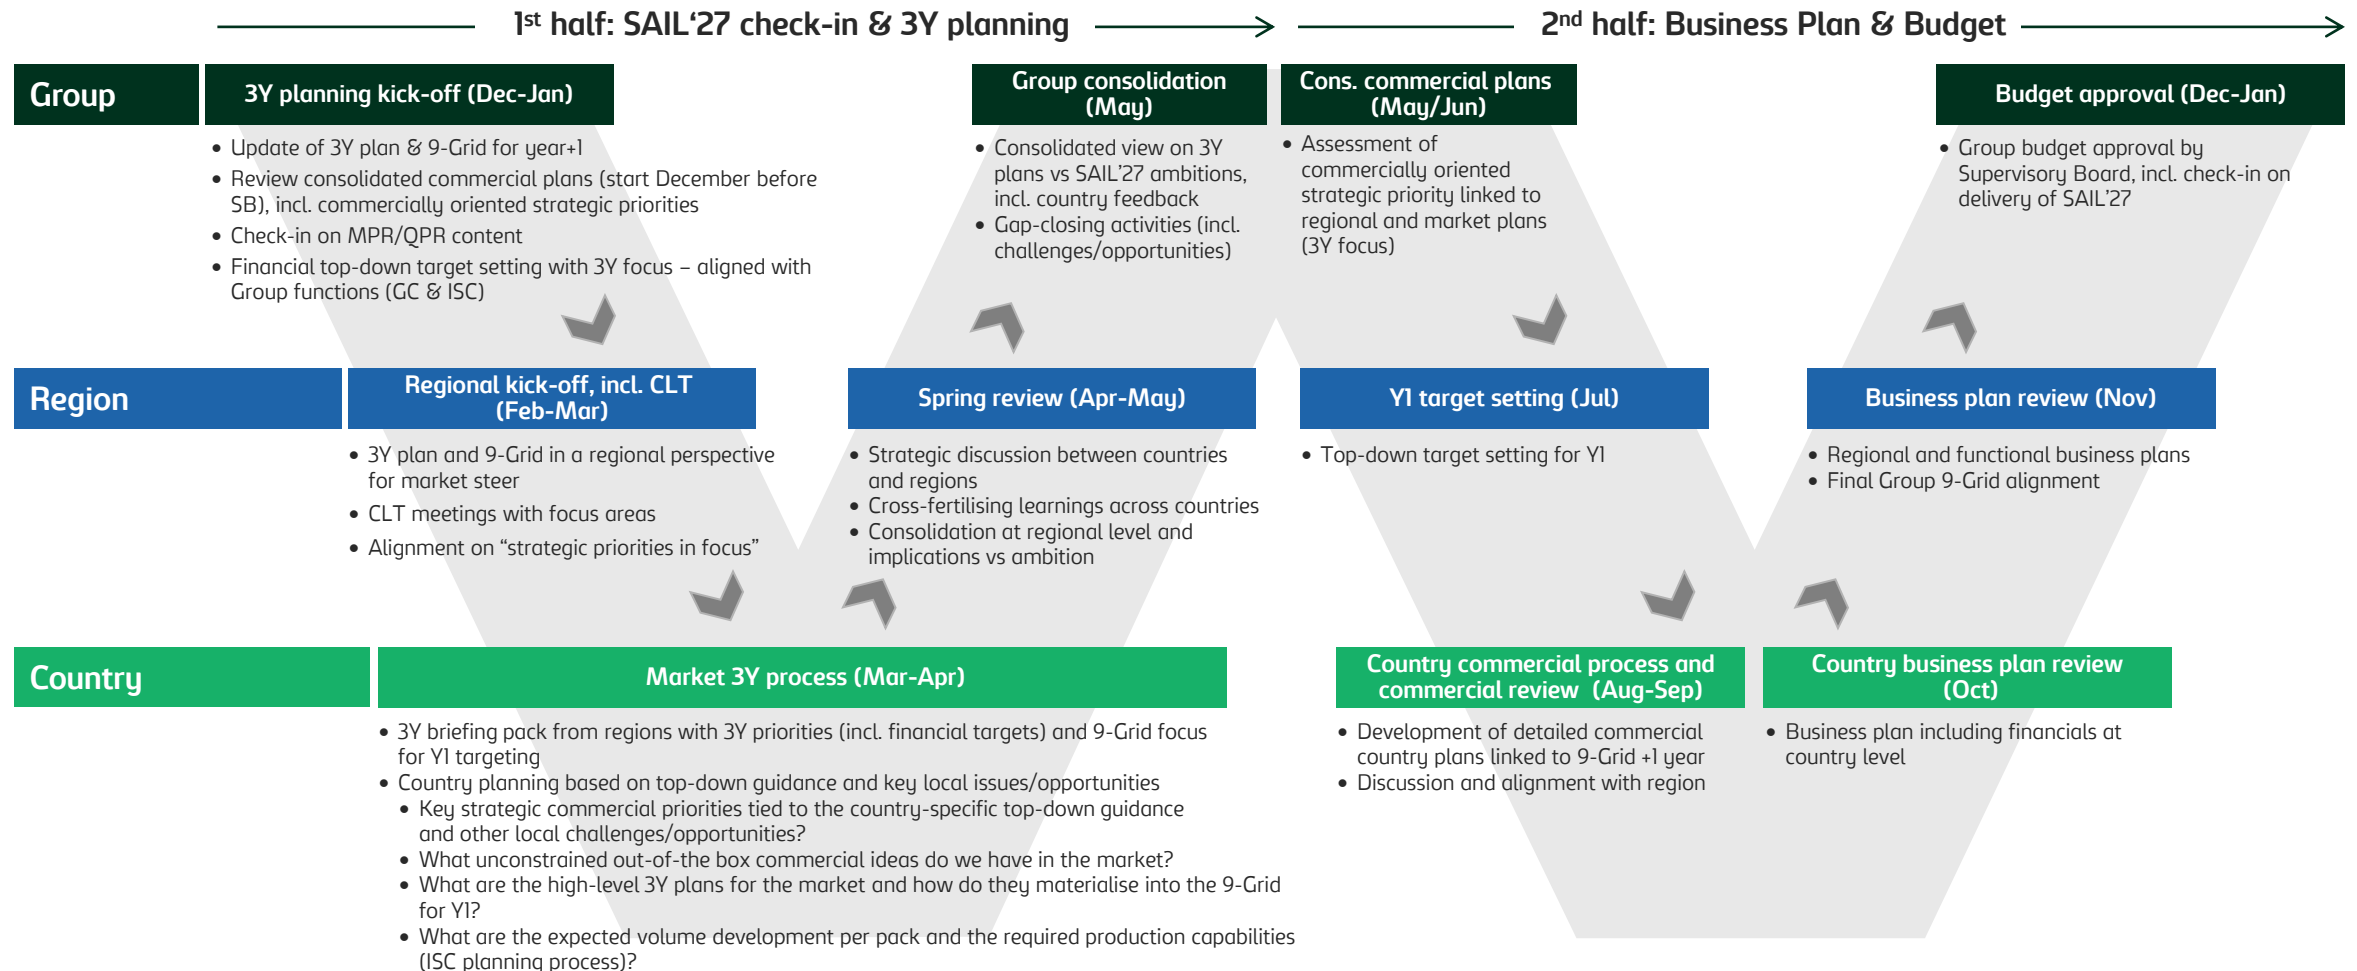 1st half: SAIL‘27 check-in & 3Y planning
2nd half: Business Plan & Budget
Group
3Y planning kick-off (Dec-Jan)
• Update of 3Y plan & 9-Grid for year+1
• Review consolidated commercial plans (start December before
SB), incl. commercially oriented strategic priorities
• Check-in on MPR/QPR content
• Financial top-down target setting with 3Y focus – aligned with
Group functions (GC & ISC)
Group consolidation
(May)
• Consolidated view on 3Y
plans vs SAIL’27 ambitions,
incl. country feedback
• Gap-closing activities (incl.
challenges/opportunities)
Cons. commercial plans
(May/Jun)
• Assessment of
commercially oriented
strategic priority linked to
regional and market plans
(3Y focus)
Budget approval (Dec-Jan)
• Group budget approval by
Supervisory Board, incl. check-in on
delivery of SAIL’27
Region
Regional kick-off, incl. CLT
(Feb-Mar)
• 3Y plan and 9-Grid in a regional perspective
for market steer
• CLT meetings with focus areas
• Alignment on “strategic priorities in focus”
Spring review (Apr-May)
• Strategic discussion between countries
and regions
• Cross-fertilising learnings across countries
• Consolidation at regional level and
implications vs ambition
Y1 target setting (Jul)
• Top-down target setting for Y1
Business plan review (Nov)
• Regional and functional business plans
• Final Group 9-Grid alignment
Country
Market 3Y process (Mar-Apr)
• 3Y briefing pack from regions with 3Y priorities (incl. financial targets) and 9-Grid focus
for Y1 targeting
• Country planning based on top-down guidance and key local issues/opportunities
• Key strategic commercial priorities tied to the country-specific top-down guidance
and other local challenges/opportunities?
• What unconstrained out-of-the box commercial ideas do we have in the market?
• What are the high-level 3Y plans for the market and how do they materialise into the 9-Grid
for Y1?
• What are the expected volume development per pack and the required production capabilities
(ISC planning process)?
Country commercial process and
commercial review (Aug-Sep)
• Development of detailed commercial
country plans linked to 9-Grid +1 year
• Discussion and alignment with region
Country business plan review
(Oct)
• Business plan including financials at
country level